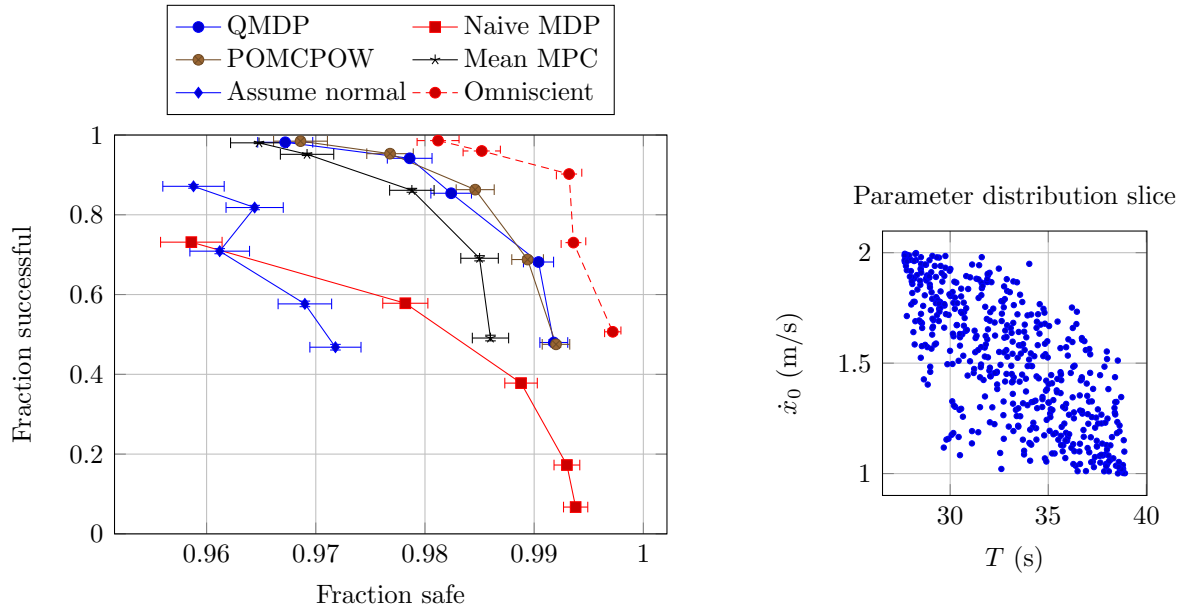 QMDP
Naive MDP
POMCPOW
Mean MPC
Assume normal
Omniscient
1
0.8
0.6
0.4
0.2
0
0.96
0.97
0.98
0.99
1
Fraction successful
Fraction safe
Parameter distribution slice
2
1.5
1
30
35
40
ẋ₀ (m/s)
T (s)